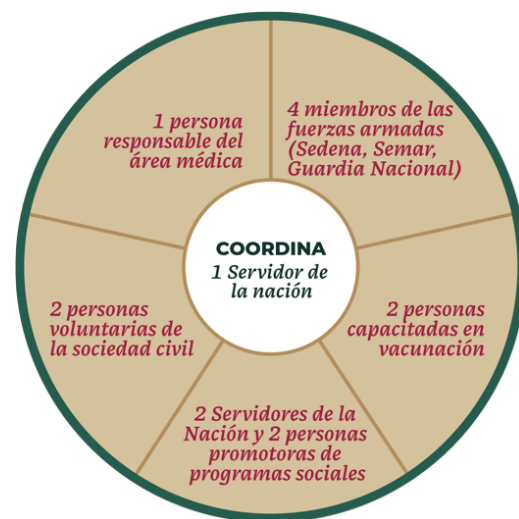 1 persona
responsable del
área médica
4 miembros de las
fuerzas armadas
(Sedena, Semar,
Guardia Nacional)
COORDINA
1 Servidor de
la nación
2 personas
voluntarias de
la sociedad civil
2 personas
capacitadas en
vacunación
2 Servidores de la
Nación y 2 personas
promotoras de
programas sociales